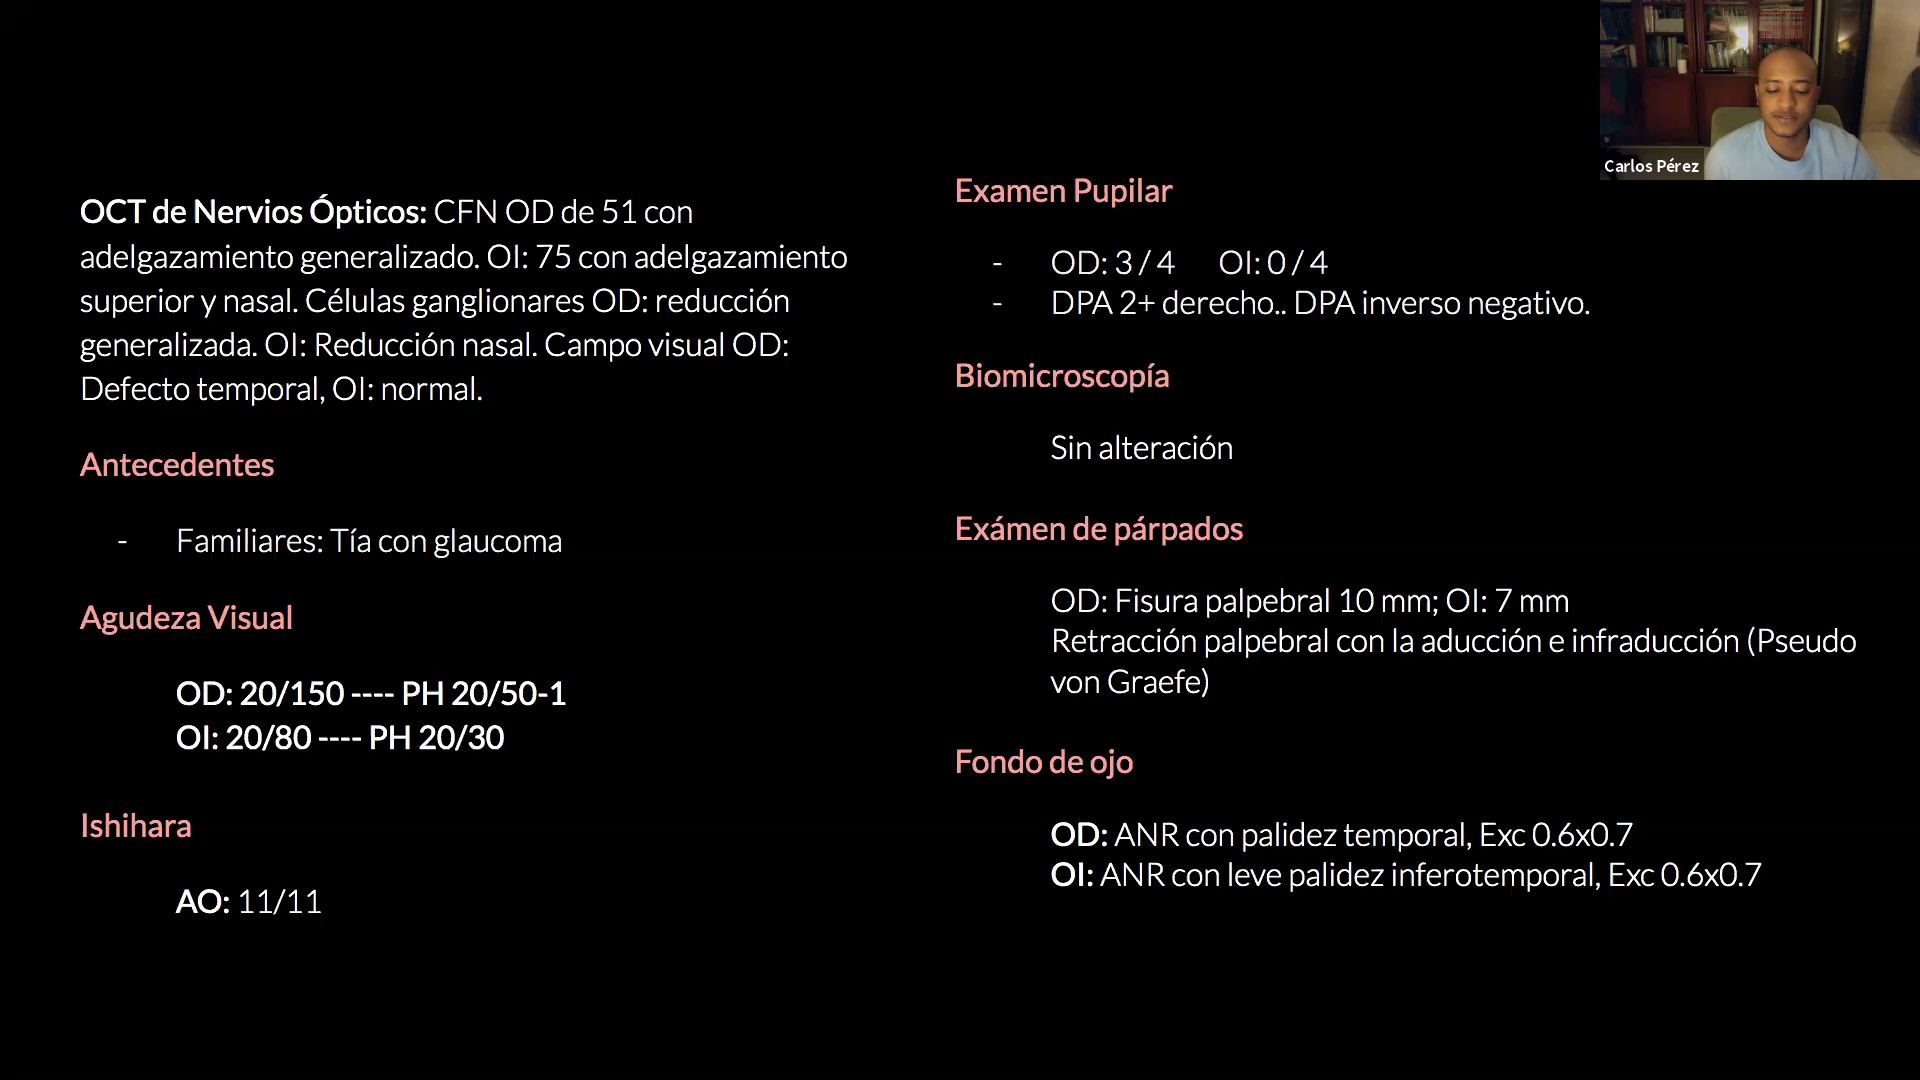 OCT de Nervios Ópticos: CFN OD de 51 con
adelgazamiento generalizado. OI: 75 con adelgazamiento
superior y nasal. Células ganglionares OD: reducción
generalizada. OI: Reducción nasal. Campo visual OD:
Defecto temporal, OI: normal.
Antecedentes
- Familiares: Tía con glaucoma
Agudeza Visual
OD: 20/150 ---- PH 20/50-1
OI: 20/80 ---- PH 20/30
Ishihara
AO: 11/11
Examen Pupilar
- OD: 3 / 4 OI: 0 / 4
- DPA 2+ derecho.. DPA inverso negativo.
Biomicroscopía
Sin alteración
Exámen de párpados
OD: Fisura palpebral 10 mm; OI: 7 mm
Retracción palpebral con la aducción e infraducción (Pseudo
von Graefe)
Fondo de ojo
OD: ANR con palidez temporal, Exc 0.6x0.7
OI: ANR con leve palidez inferotemporal, Exc 0.6x0.7
Carlos Pérez